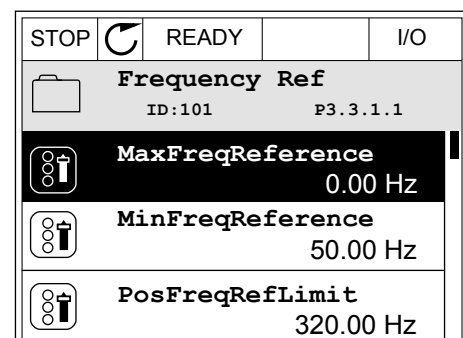 STOP READY I/O
Frequency Ref
ID:101 P3.3.1.1
MaxFreqReference
0.00 Hz
MinFreqReference
50.00 Hz
PosFreqRefLimit
320.00 Hz